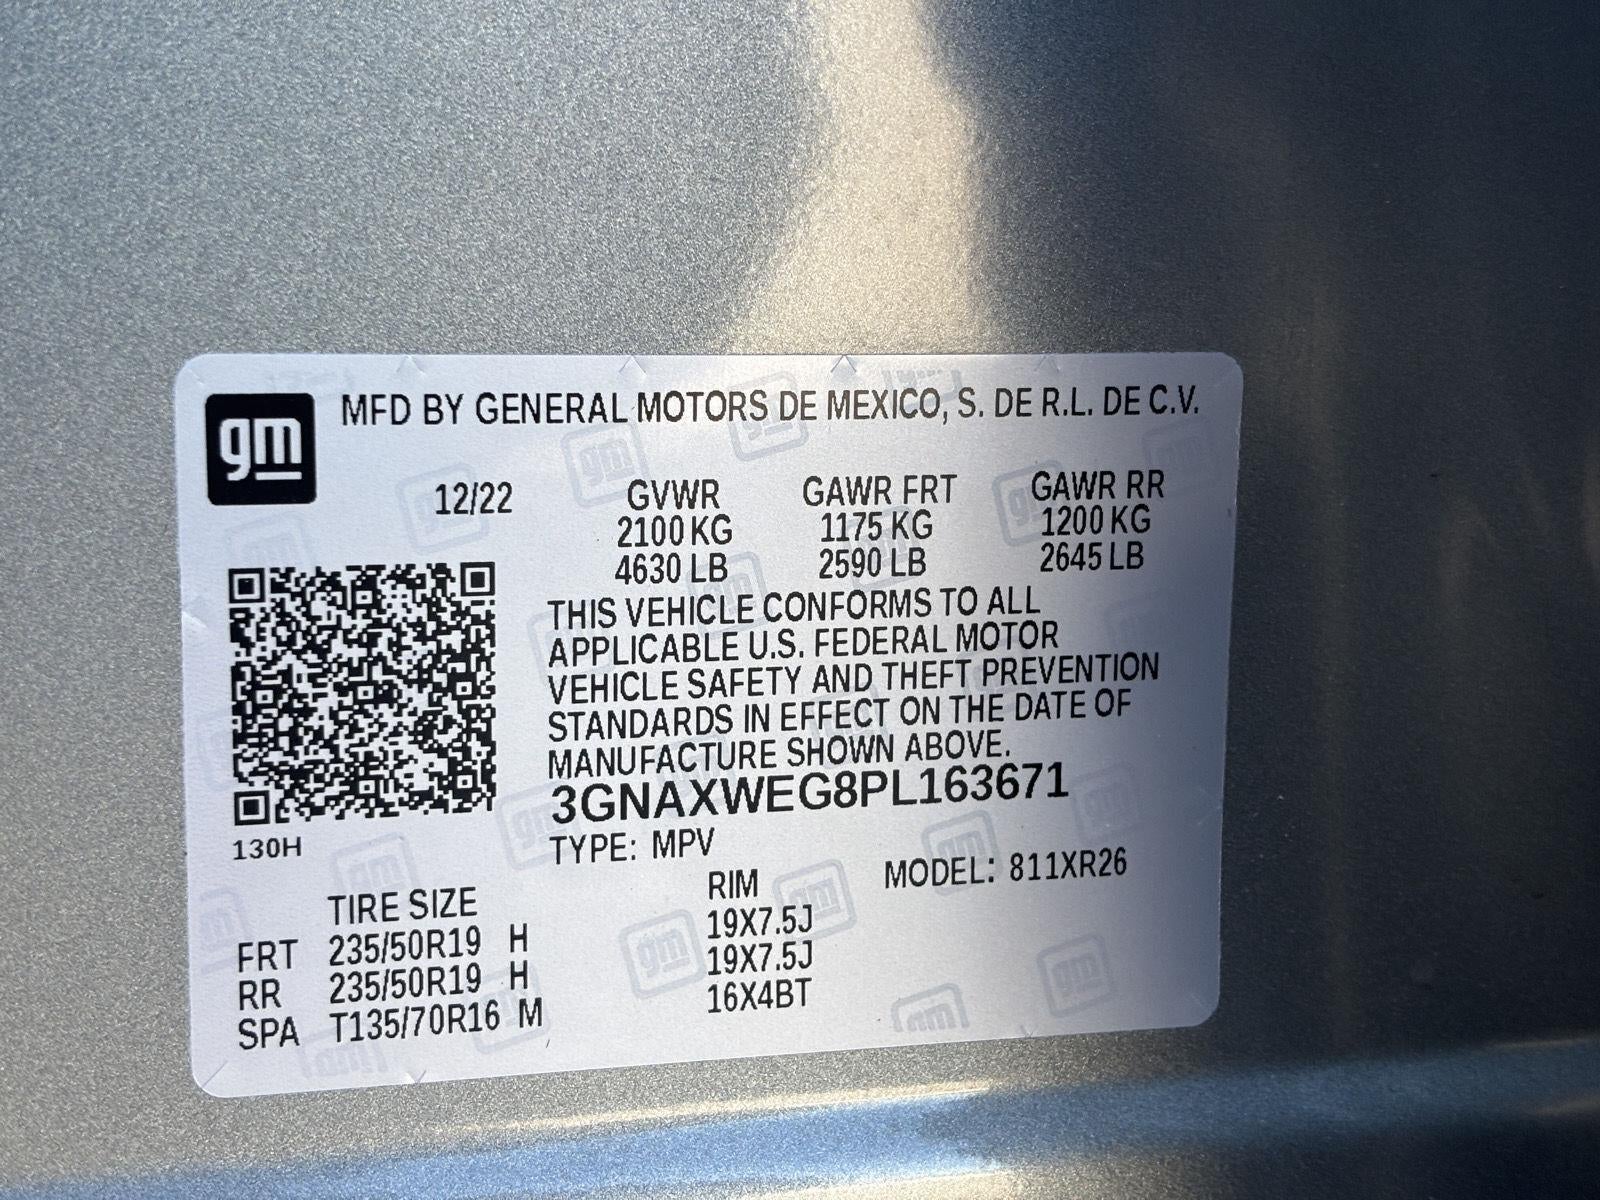 gm
MFD BY GENERAL MOTORS DE MEXICO, S. DE R.L. DE C.V.
12/22 GVWR GAWR FRT GAWR RR
2100 KG 1175 KG 1200 KG
4630 LB 2590 LB 2645 LB
THIS VEHICLE CONFORMS TO ALL
APPLICABLE U.S. FEDERAL MOTOR
VEHICLE SAFETY AND THEFT PREVENTION
STANDARDS IN EFFECT ON THE DATE OF
MANUFACTURE SHOWN ABOVE.
3GNAXWEG8PL163671
130H
TYPE: MPV
MODEL: 811XR26
TIRE SIZE RIM
FRT 235/50R19 H 19X7.5J
RR 235/50R19 H 19X7.5J
SPA T135/70R16 M 16X4BT